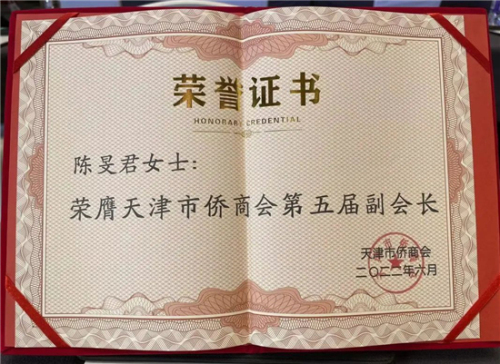 荣誉证书
HONORARY CREDENTIAL
陈旻君女士:
荣膺天津市侨商会第五届副会长
天津市侨商会
二〇二二年六月